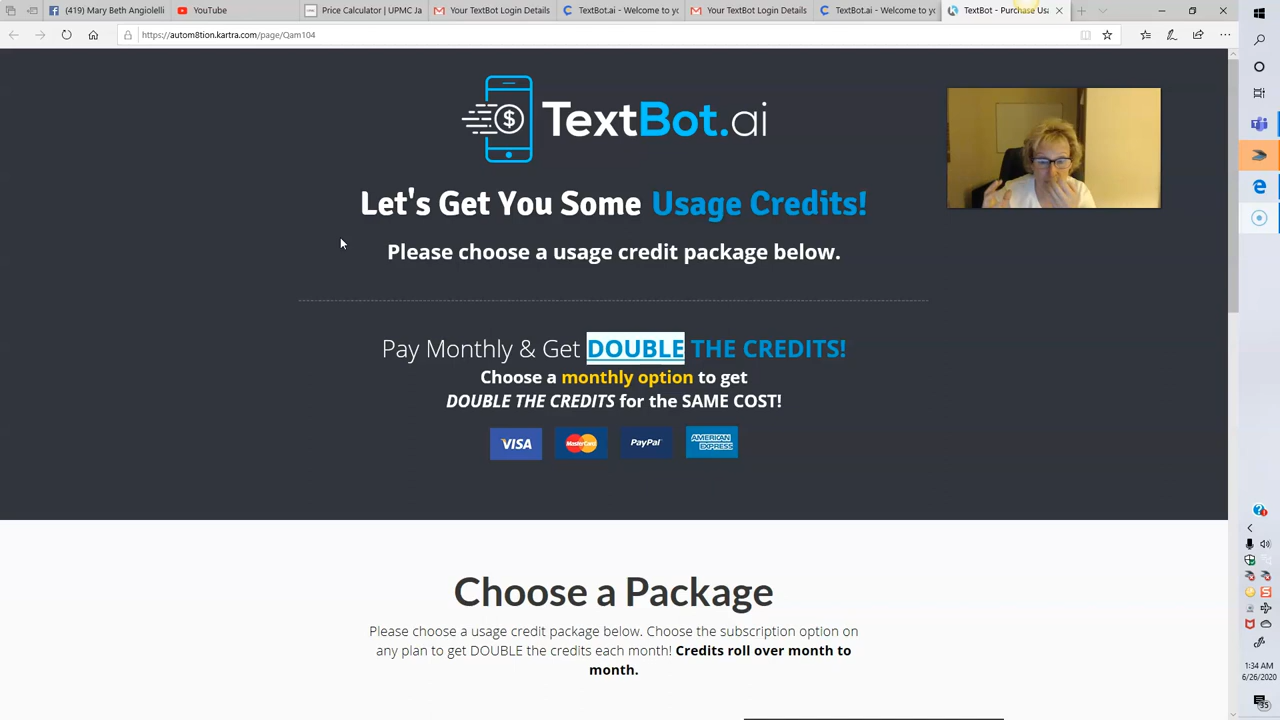 (419) Mary Beth Angiolelli
YouTube
Price Calculator | UPMC Ja
Your TextBot Login Details
TextBot.ai - Welcome to yo
Your TextBot Login Details
TextBot.ai - Welcome to yo
TextBot - Purchase Usa
https://autom8tion.kartra.com/page/Qam104
TextBot.ai
Let's Get You Some Usage Credits!
Please choose a usage credit package below.
Pay Monthly & Get DOUBLE THE CREDITS!
Choose a monthly option to get
DOUBLE THE CREDITS for the SAME COST!
VISA
MasterCard
PayPal
AMERICAN EXPRESS
Choose a Package
Please choose a usage credit package below. Choose the subscription option on
any plan to get DOUBLE the credits each month! Credits roll over month to
month.
1:34 AM
6/26/2020
35